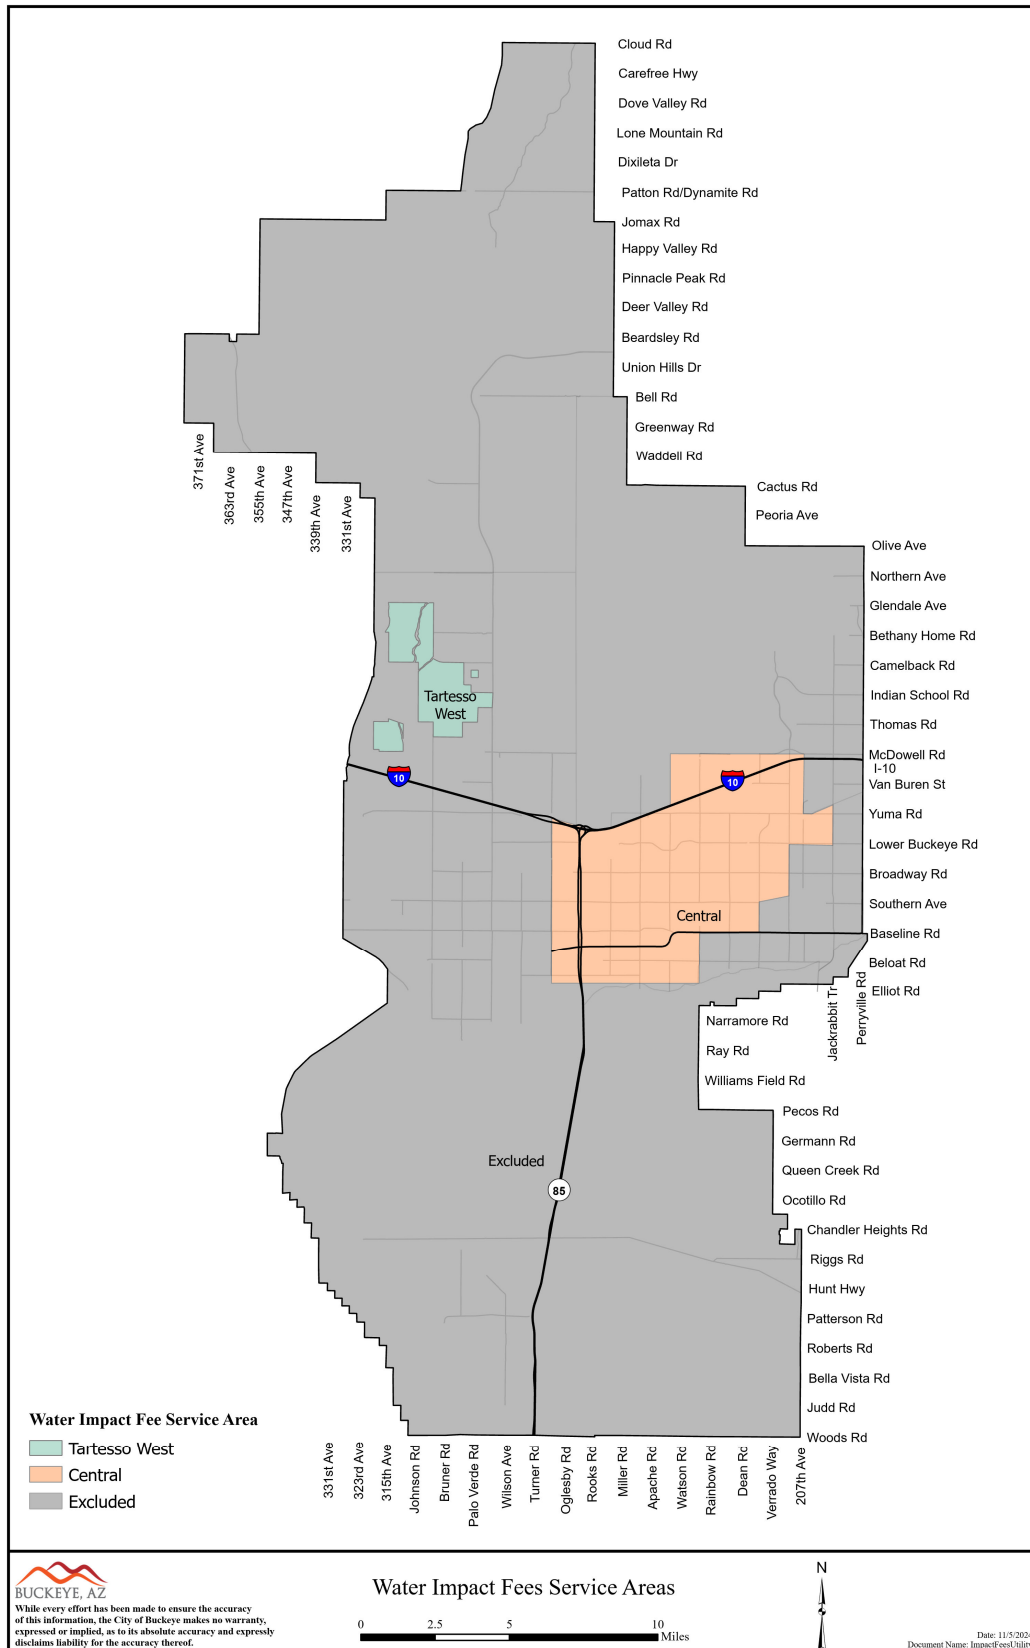 Cloud Rd
Carefree Hwy
Dove Valley Rd
Lone Mountain Rd
Dixileta Dr
Patton Rd/Dynamite Rd
Jomax Rd
Happy Valley Rd
Pinnacle Peak Rd
Deer Valley Rd
Beardsley Rd
Union Hills Dr
Bell Rd
Greenway Rd
Waddell Rd
Cactus Rd
Peoria Ave
Olive Ave
Northern Ave
Glendale Ave
Bethany Home Rd
Camelback Rd
Indian School Rd
Thomas Rd
McDowell Rd
I-10
Van Buren St
Yuma Rd
Lower Buckeye Rd
Broadway Rd
Southern Ave
Baseline Rd
Beloat Rd
Elliot Rd
371st Ave
363rd Ave
355th Ave
347th Ave
339th Ave
331st Ave
Tartesso
West
10
10
Central
Jackrabbit Tr
Perryville Rd
Narramore Rd
Ray Rd
Williams Field Rd
Pecos Rd
Germann Rd
Queen Creek Rd
Ocotillo Rd
Chandler Heights Rd
Riggs Rd
Hunt Hwy
Patterson Rd
Roberts Rd
Bella Vista Rd
Judd Rd
Woods Rd
Excluded
85
Water Impact Fee Service Area
Tartesso West
Central
Excluded
331st Ave
323rd Ave
315th Ave
Johnson Rd
Bruner Rd
Palo Verde Rd
Wilson Ave
Turner Rd
Oglesby Rd
Rooks Rd
Miller Rd
Apache Rd
Watson Rd
Rainbow Rd
Dean Rd
Verrado Way
207th Ave
BUCKEYE, AZ
While every effort has been made to ensure the accuracy
of this information, the City of Buckeye makes no warranty,
expressed or implied, as to its absolute accuracy and expressly
disclaims liability for the accuracy thereof.
Water Impact Fees Service Areas
0 2.5 5 10
Miles
N
Date: 11/5/2024
Document Name: ImpactFeesUtility